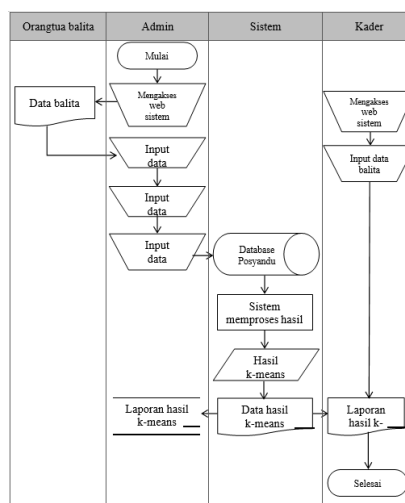 Orangtua balita
Admin
Sistem
Kader
Mulai
Data balita
Mengakses
web
sistem
Mengakses
web
sistem
Input
data
Input data
balita
Input
data
Input
data
Database
Posyandu
Sistem
memproses hasil
Hasil
k-means
Laporan hasil
k-means
Data hasil
k-means
Laporan
hasil k-
Selesai